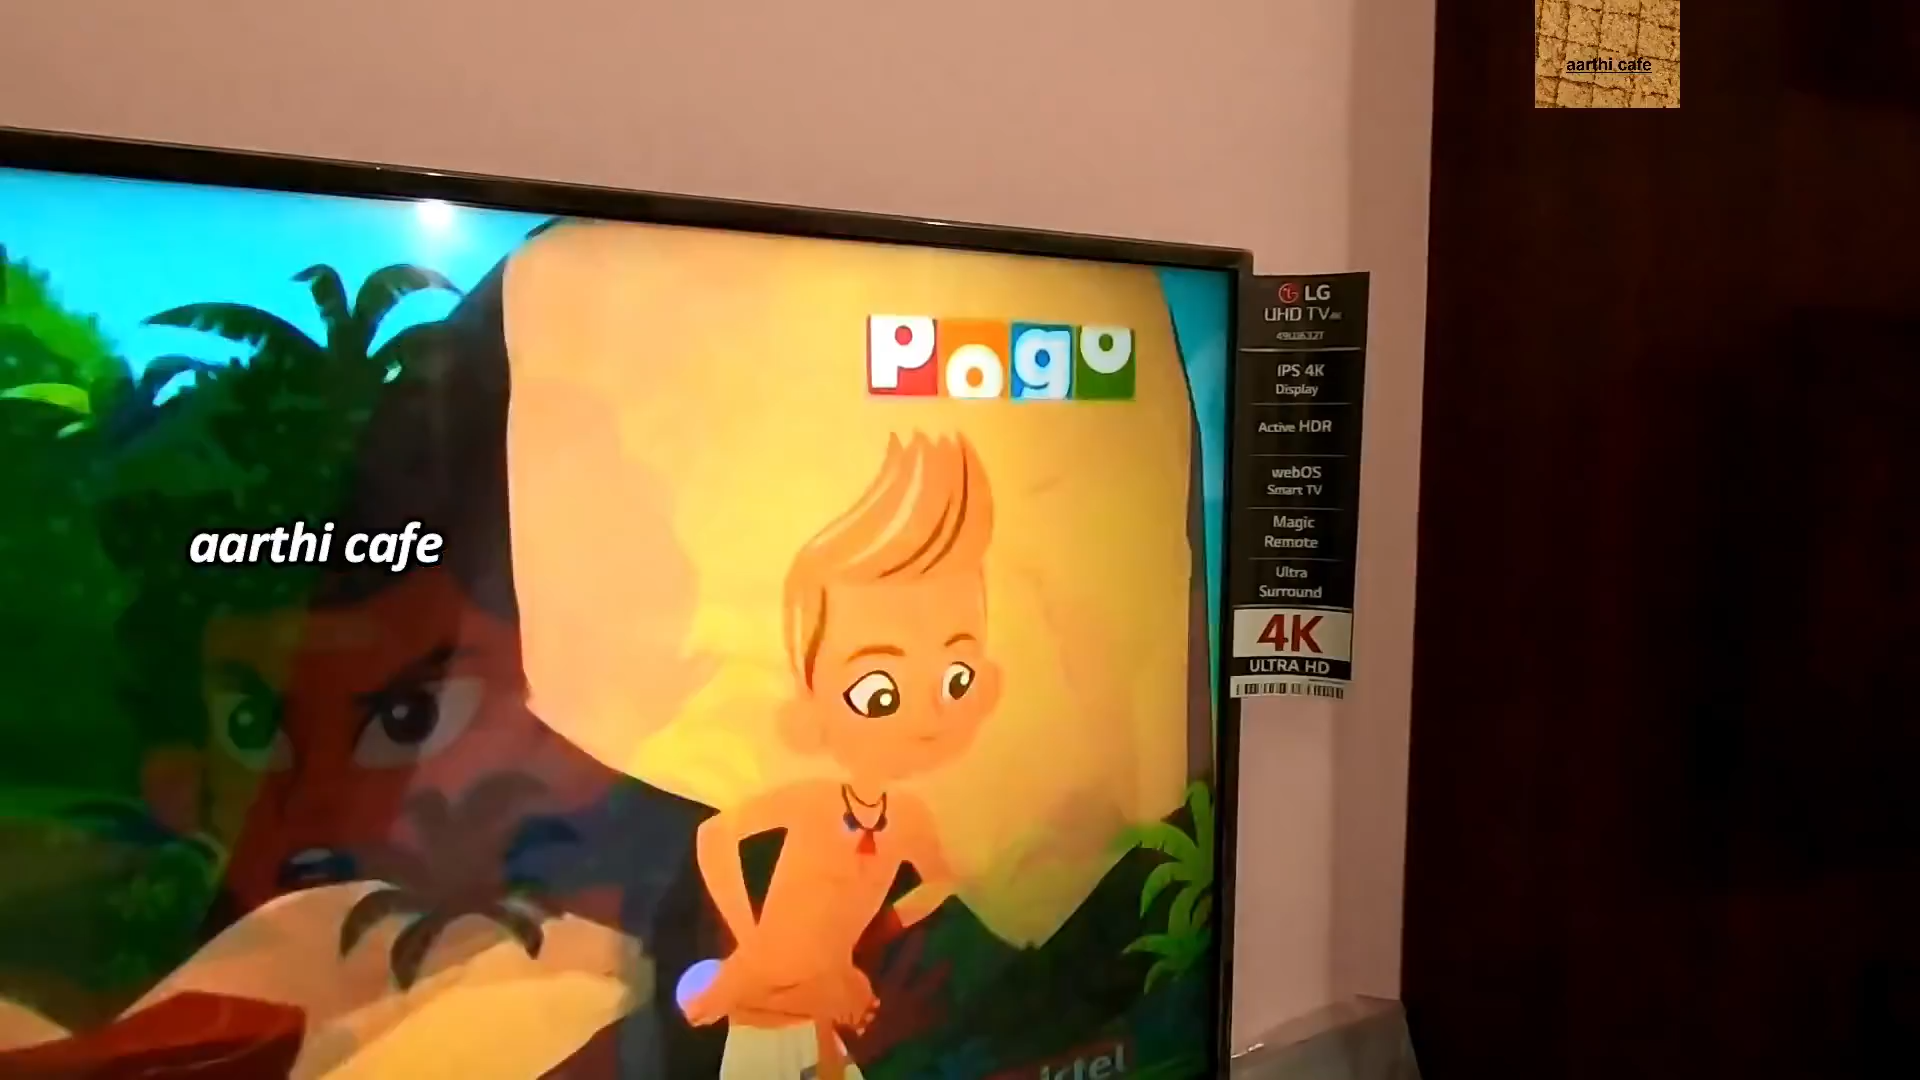 aarthi cafe
Pogo
LG
UHD TV 4K
IPS 4K
Display
Active HDR
webOS
Smart TV
Magic
Remote
Ultra
Surround
4K
ULTRA HD
aarthi cafe